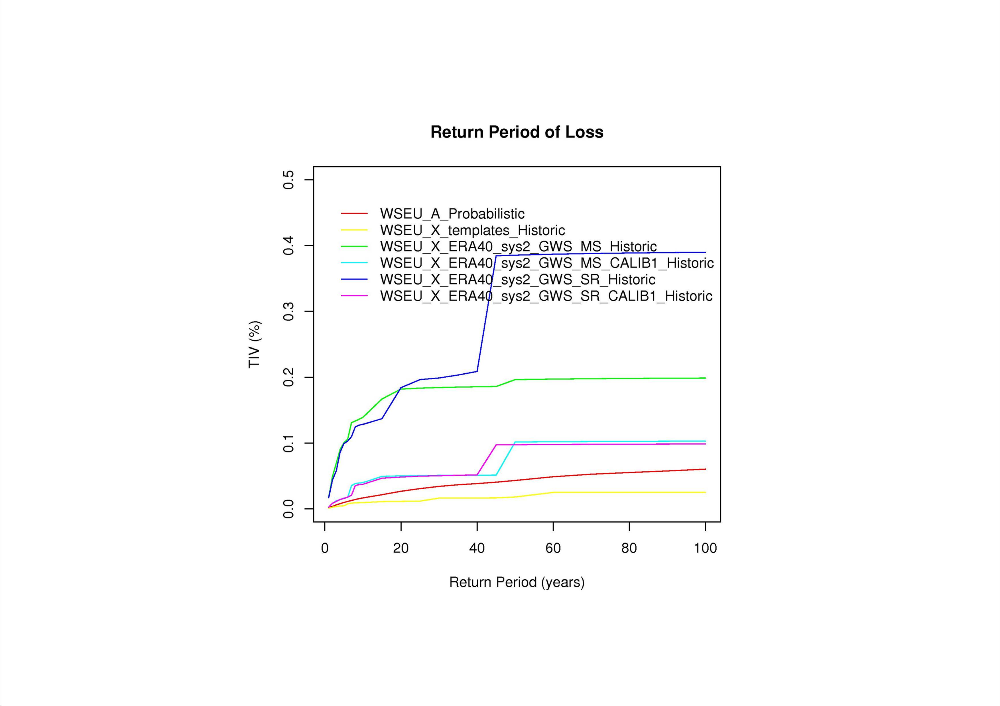 Return Period of Loss
0.5
0.4
0.3
0.2
0.1
0.0
TIV (%)
WSEU_A_Probabilistic
WSEU_X_templates_Historic
WSEU_X_ERA40_sys2_GWS_MS_Historic
WSEU_X_ERA40_sys2_GWS_MS_CALIB1_Historic
WSEU_X_ERA40_sys2_GWS_SR_Historic
WSEU_X_ERA40_sys2_GWS_SR_CALIB1_Historic
0 20 40 60 80 100
Return Period (years)